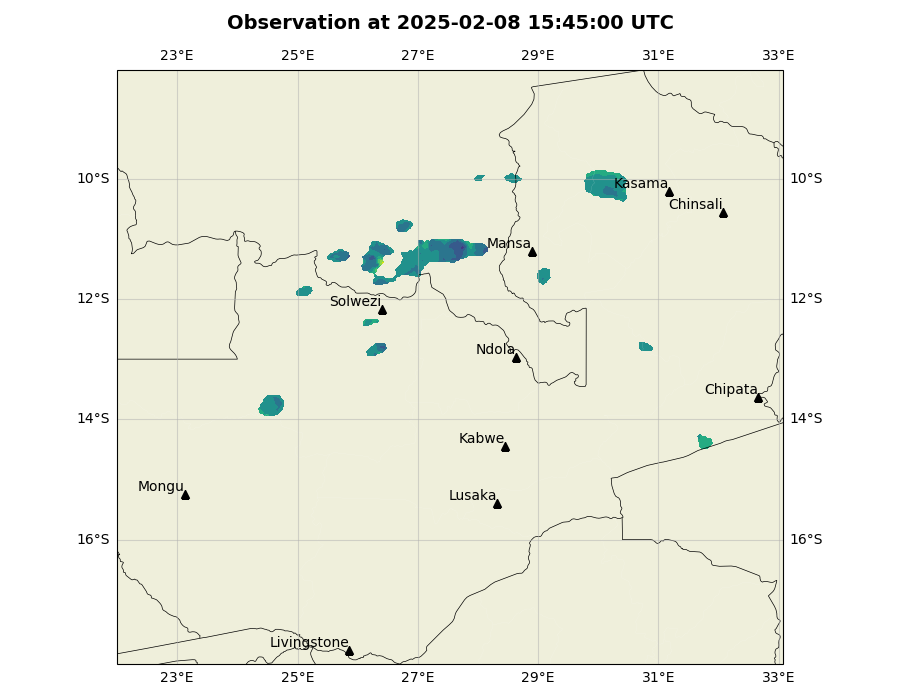 Observation at 2025-02-08 15:45:00 UTC
23°E 25°E 27°E 29°E 31°E 33°E
10°S 10°S
Kasama
Chinsali
Mansa
12°S 12°S
Solwezi
Ndola
Chipata
14°S 14°S
Kabwe
Mongu
Lusaka
16°S 16°S
Livingstone
23°E 25°E 27°E 29°E 31°E 33°E